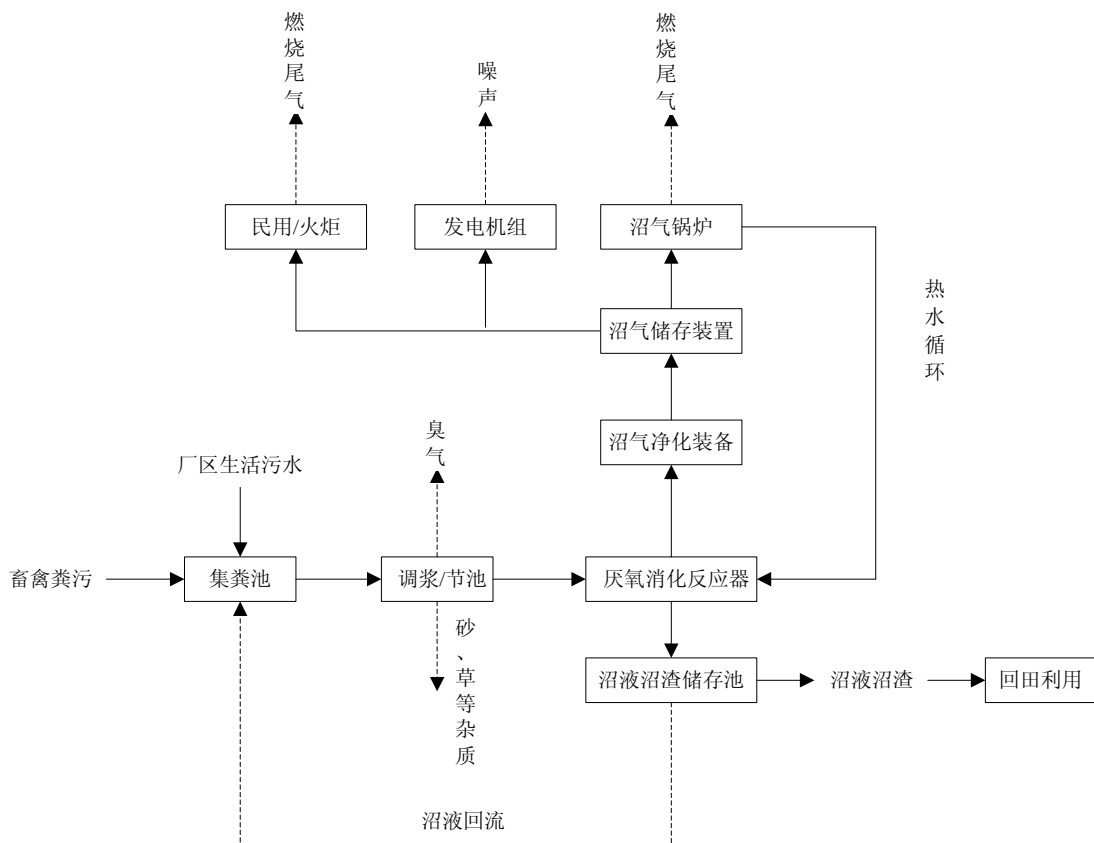 燃烧尾气
噪声
燃烧尾气
民用/火炬
发电机组
沼气锅炉
热水循环
沼气储存装置
臭气
沼气净化装备
厂区生活污水
畜禽粪污
集粪池
调浆/节池
厌氧消化反应器
砂、草等杂质
沼液沼渣储存池
沼液沼渣
回田利用
沼液回流